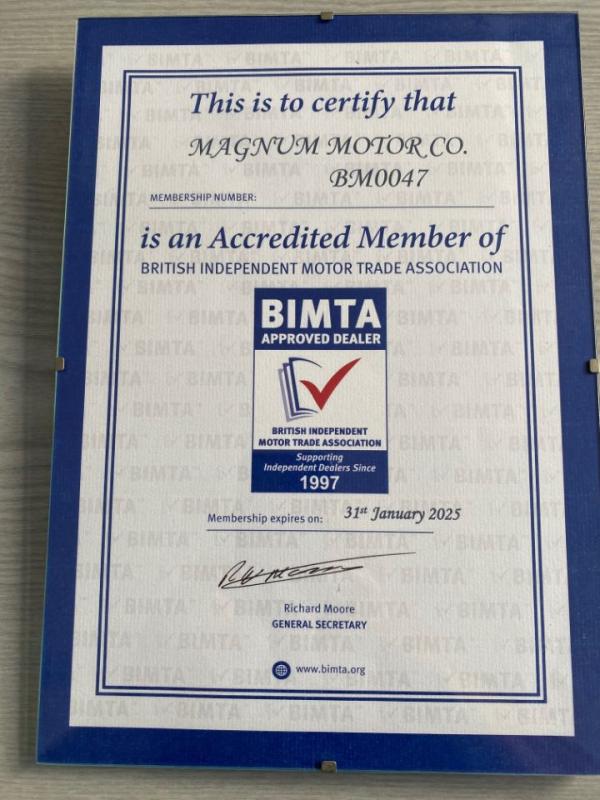 This is to certify that
MAGNUM MOTOR CO.
BM0047
MEMBERSHIP NUMBER:
is an Accredited Member of
BRITISH INDEPENDENT MOTOR TRADE ASSOCIATION
BIMTA
APPROVED DEALER
BRITISH INDEPENDENT
MOTOR TRADE ASSOCIATION
Supporting
Independent Dealers Since
1997
Membership expires on: 31st January 2025
Richard Moore
GENERAL SECRETARY
www.bimta.org